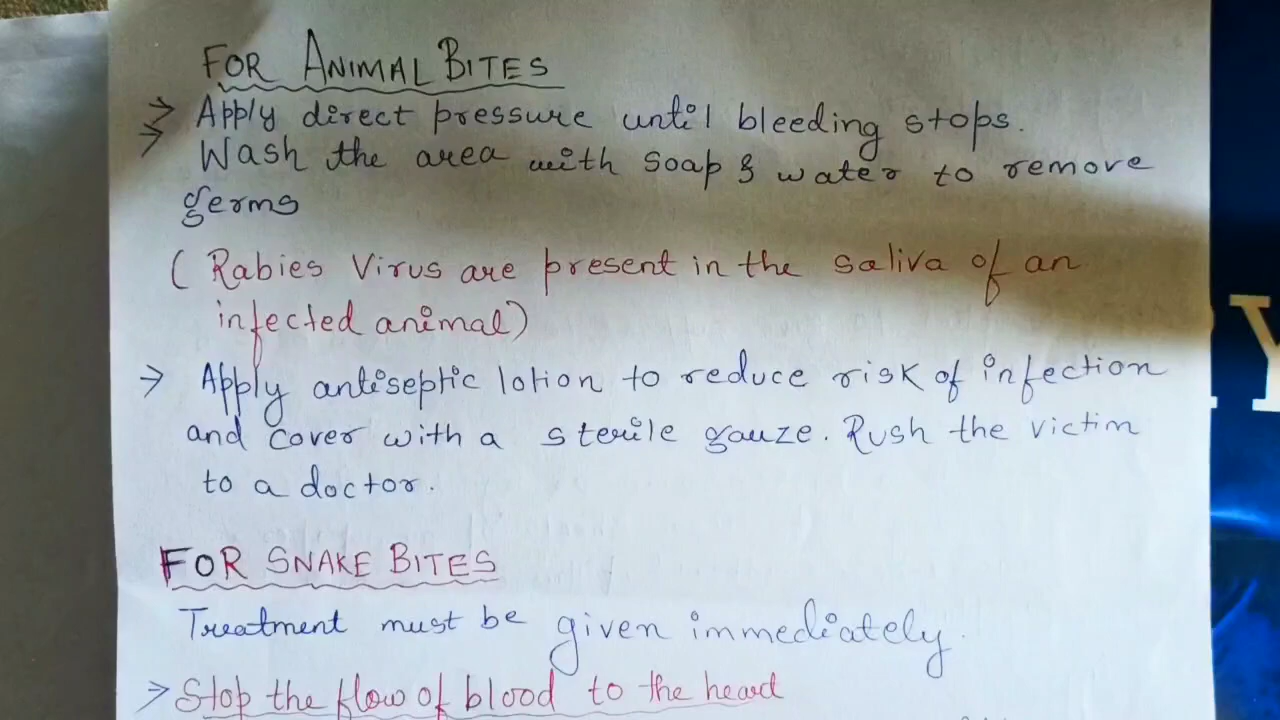 FOR ANIMAL BITES
→ Apply direct pressure until bleeding stops.
→ Wash the area with soap & water to remove
germs
( Rabies Virus are present in the saliva of an
infected animal)
→ Apply antiseptic lotion to reduce risk of infection
and cover with a sterile gauze. Rush the victim
to a doctor.
FOR SNAKE BITES
Treatment must be given immediately.
→ Stop the flow of blood to the heart
Y